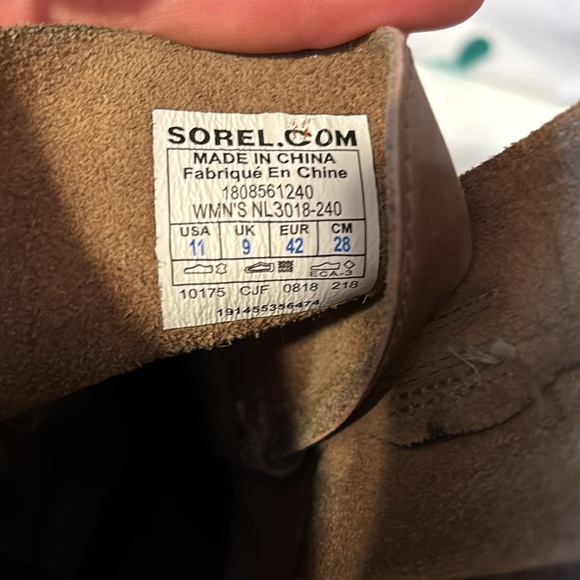 SOREL.COM
MADE IN CHINA
Fabriqué En Chine
1808561240
WMN'S NL3018-240
USA UK EUR CM
11 9 42 28
ECA-3
10175 CJF 0818 218
191455356474